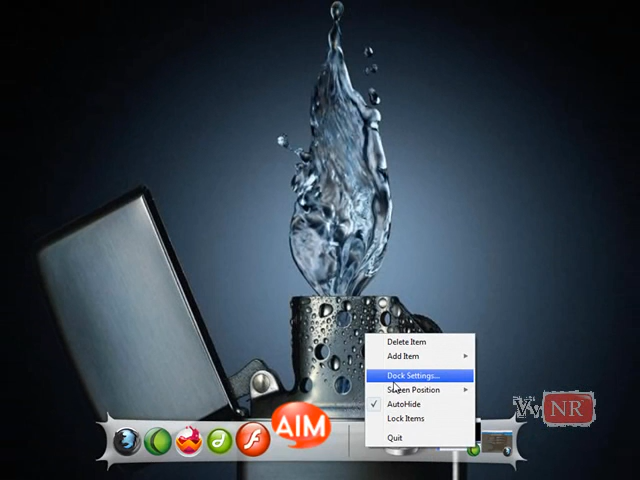 Delete Item
Add Item
Dock Settings...
Screen Position
AutoHide
Lock Items
Quit
AIM
NR